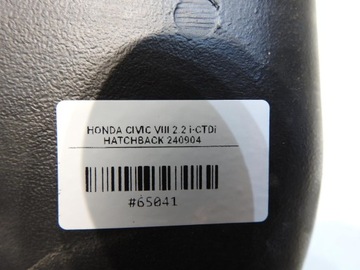 HONDA CIVIC VIII 2.2 i-CTDi
HATCHBACK 240904
#65041